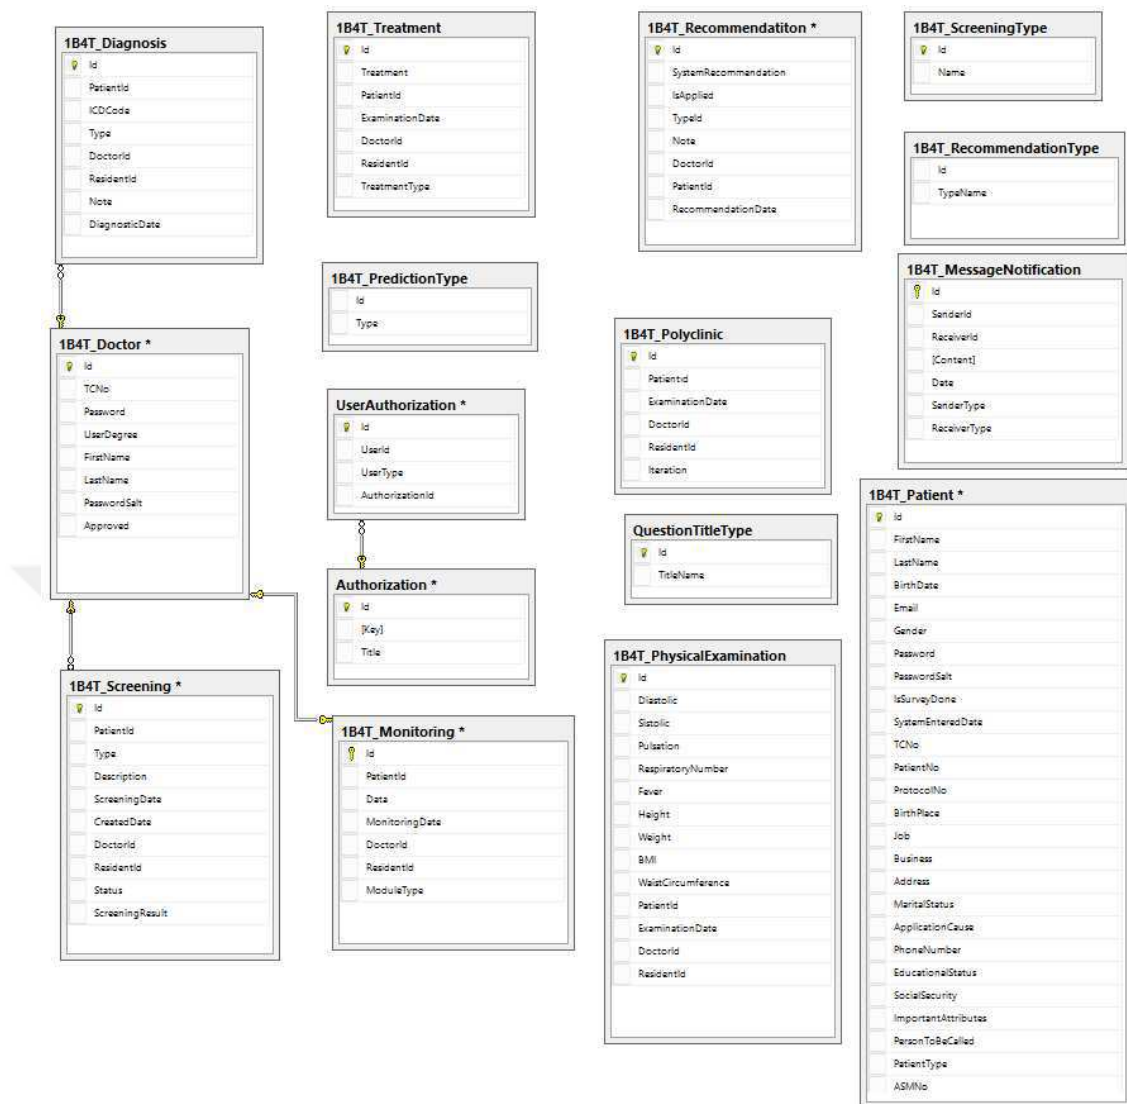 1B4T_Diagnosis
Id
PatientId
ICDCode
Type
DoctorId
ResidentId
Note
DiagnosticDate
1B4T_Treatment
Id
Treatment
PatientId
ExaminationDate
DoctorId
ResidentId
TreatmentType
1B4T_Recommendatiton *
Id
SystemRecommendation
IsApplied
TypeId
Note
DoctorId
PatientId
RecommendationDate
1B4T_ScreeningType
Id
Name
1B4T_RecommendationType
Id
TypeName
1B4T_PredictionType
Id
Type
1B4T_MessageNotification
Id
SenderId
ReceiverId
[Content]
Date
SenderType
ReceiverType
1B4T_Doctor *
Id
TCNo
Password
UserDegree
FirstName
LastName
PasswordSalt
Approved
UserAuthorization *
Id
UserId
UserType
AuthorizationId
1B4T_Polyclinic
Id
PatientId
ExaminationDate
DoctorId
ResidentId
Iteration
QuestionTitleType
Id
TitleName
Authorization *
Id
[Key]
Title
1B4T_Patient *
Id
FirstName
LastName
BirthDate
Email
Gender
Password
PasswordSalt
IsSurveyDone
SystemEnteredDate
TCNo
PatientNo
ProtocolNo
BirthPlace
Job
Business
Address
MaritalStatus
ApplicationCause
PhoneNumber
EducationalStatus
SocialSecurity
ImportantAttributes
PersonToBeCalled
PatientType
ASMNo
1B4T_Screening *
Id
PatientId
Type
Description
ScreeningDate
CreatedDate
DoctorId
ResidentId
Status
ScreeningResult
1B4T_Monitoring *
Id
PatientId
Data
MonitoringDate
DoctorId
ResidentId
ModuleType
1B4T_PhysicalExamination
Id
Diastolic
Sistolic
Pulsation
RespiratoryNumber
Fever
Height
Weight
BMI
WaistCircumference
PatientId
ExaminationDate
DoctorId
ResidentId